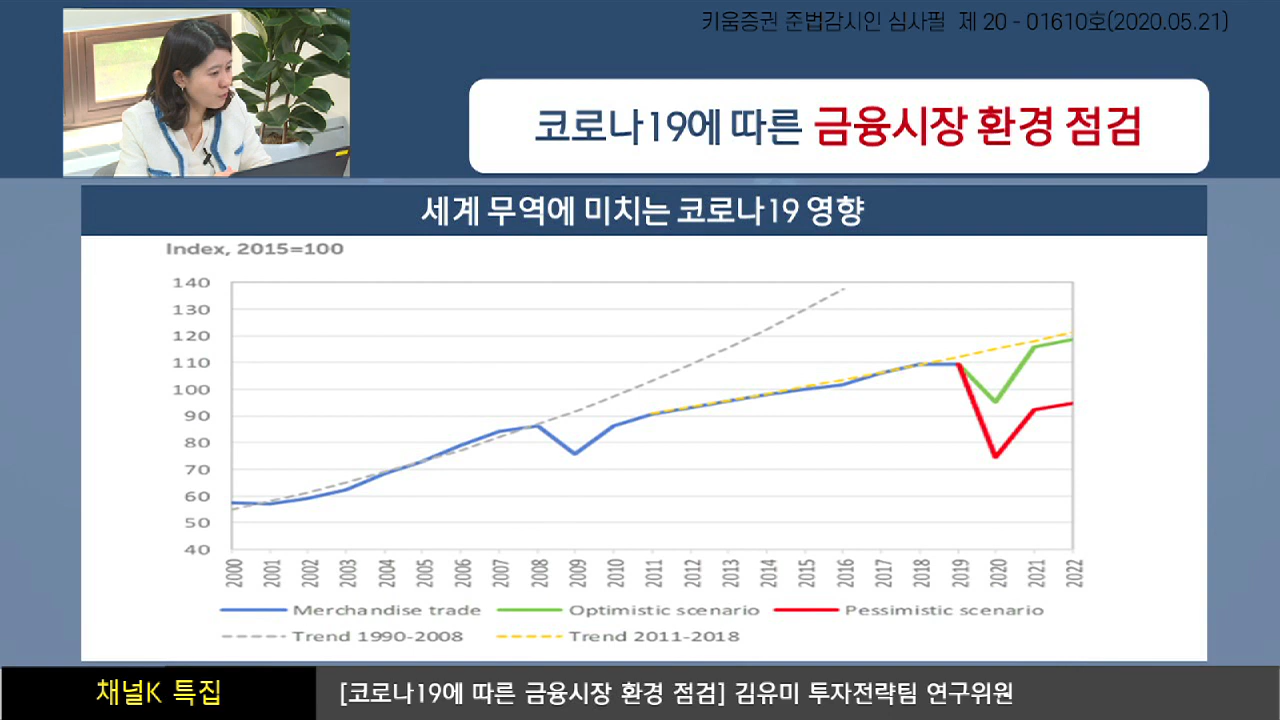 키움증권 준법감시인 심사필 제 20 - 01610호(2020.05.21)
코로나19에 따른 금융시장 환경 점검
세계 무역에 미치는 코로나19 영향
Index, 2015=100
140
130
120
110
100
90
80
70
60
50
40
2000 2001 2002 2003 2004 2005 2006 2007 2008 2009 2010 2011 2012 2013 2014 2015 2016 2017 2018 2019 2020 2021 2022
Merchandise trade Optimistic scenario Pessimistic scenario
Trend 1990-2008 Trend 2011-2018
채널K 특집 [코로나19에 따른 금융시장 환경 점검] 김유미 투자전략팀 연구위원